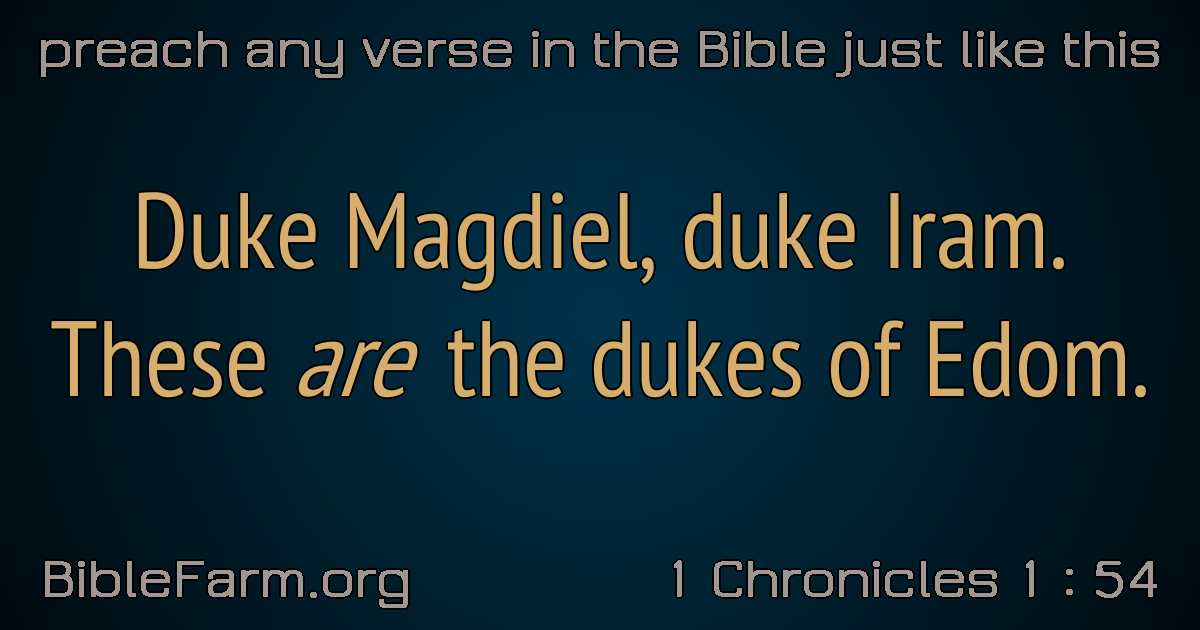 preach any verse in the Bible just like this
Duke Magdiel, duke Iram.
These are the dukes of Edom.
BibleFarm.org
1 Chronicles 1 : 54